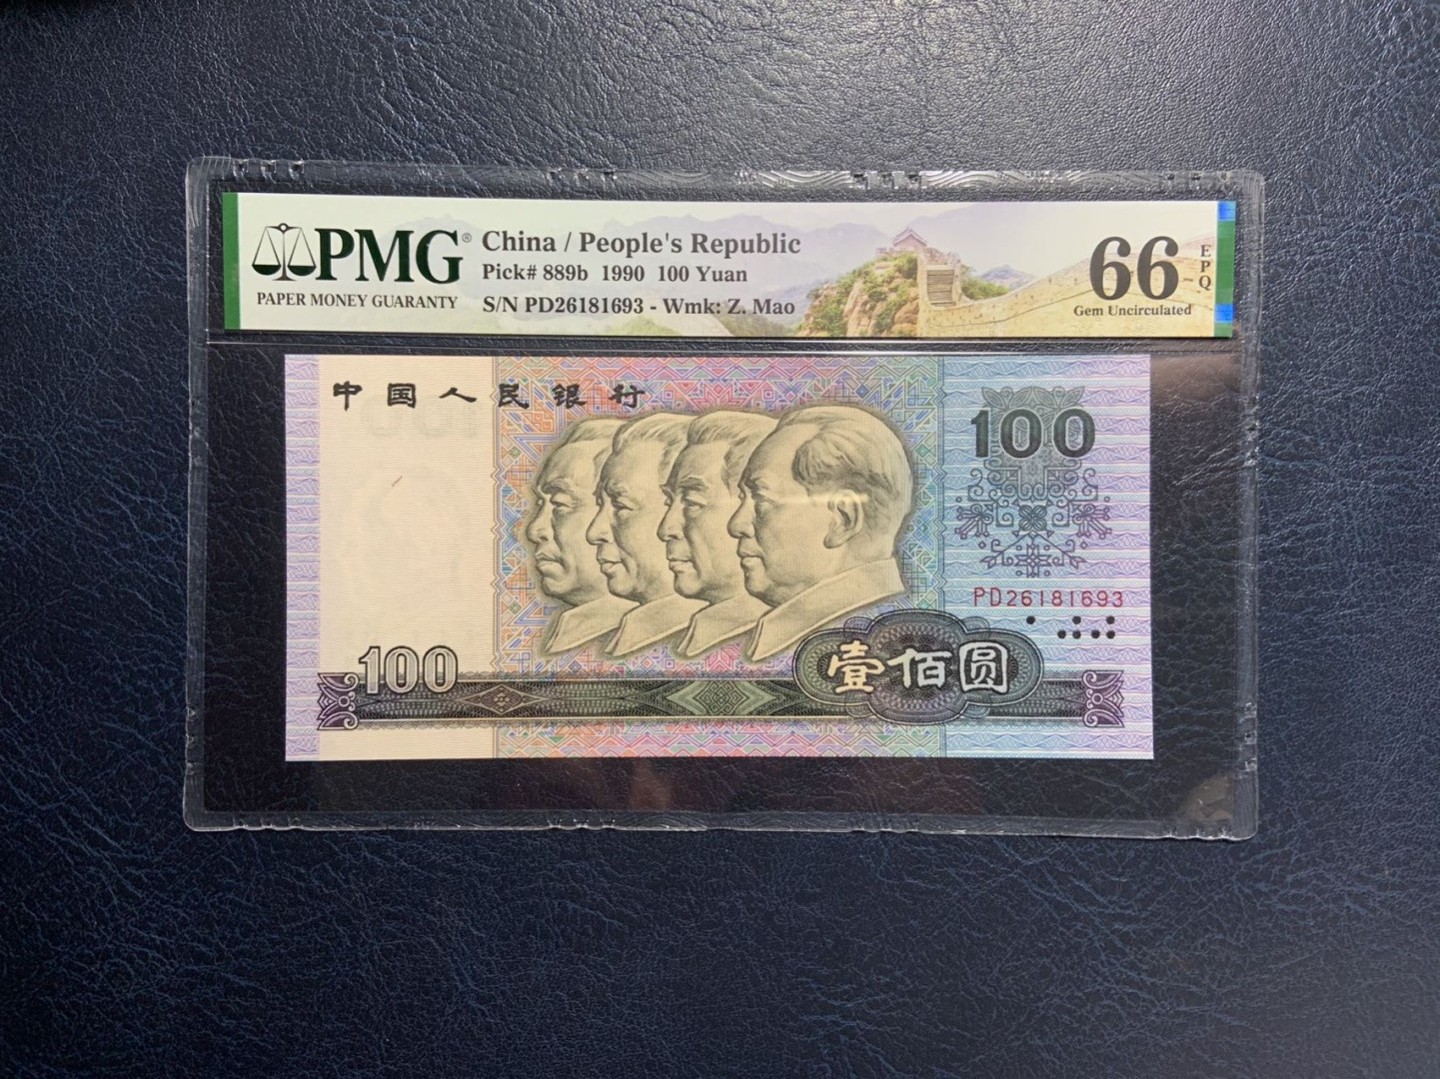 PMG®
PAPER MONEY GUARANTY
China / People's Republic
Pick# 889b 1990 100 Yuan
S/N PD26181693 - Wmk: Z. Mao
66
EPQ
Gem Uncirculated
中国人民银行
100
PD26181693
100
壹佰圆